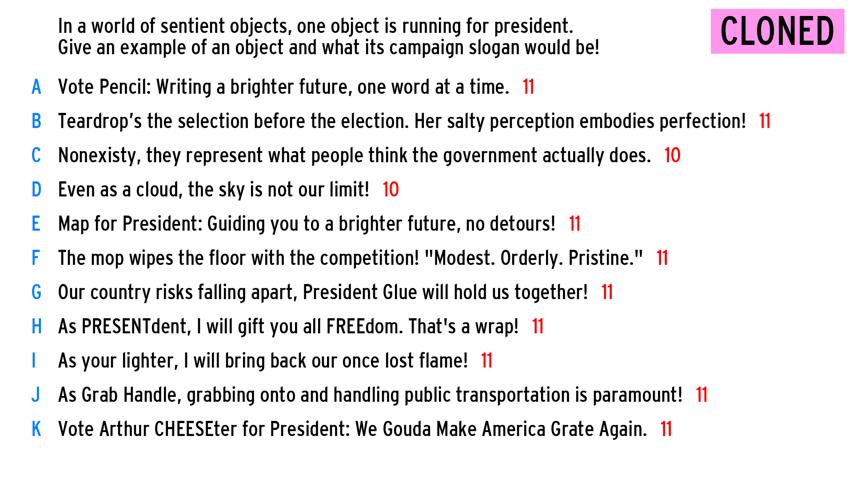 In a world of sentient objects, one object is running for president.
Give an example of an object and what its campaign slogan would be!
CLONED
A Vote Pencil: Writing a brighter future, one word at a time. 11
B Teardrop's the selection before the election. Her salty perception embodies perfection! 11
C Nonexisty, they represent what people think the government actually does. 10
D Even as a cloud, the sky is not our limit! 10
E Map for President: Guiding you to a brighter future, no detours! 11
F The mop wipes the floor with the competition! "Modest. Orderly. Pristine." 11
G Our country risks falling apart, President Glue will hold us together! 11
H As PRESENTdent, I will gift you all FREEdom. That's a wrap! 11
I As your lighter, I will bring back our once lost flame! 11
J As Grab Handle, grabbing onto and handling public transportation is paramount! 11
K Vote Arthur CHEESEter for President: We Gouda Make America Grate Again. 11